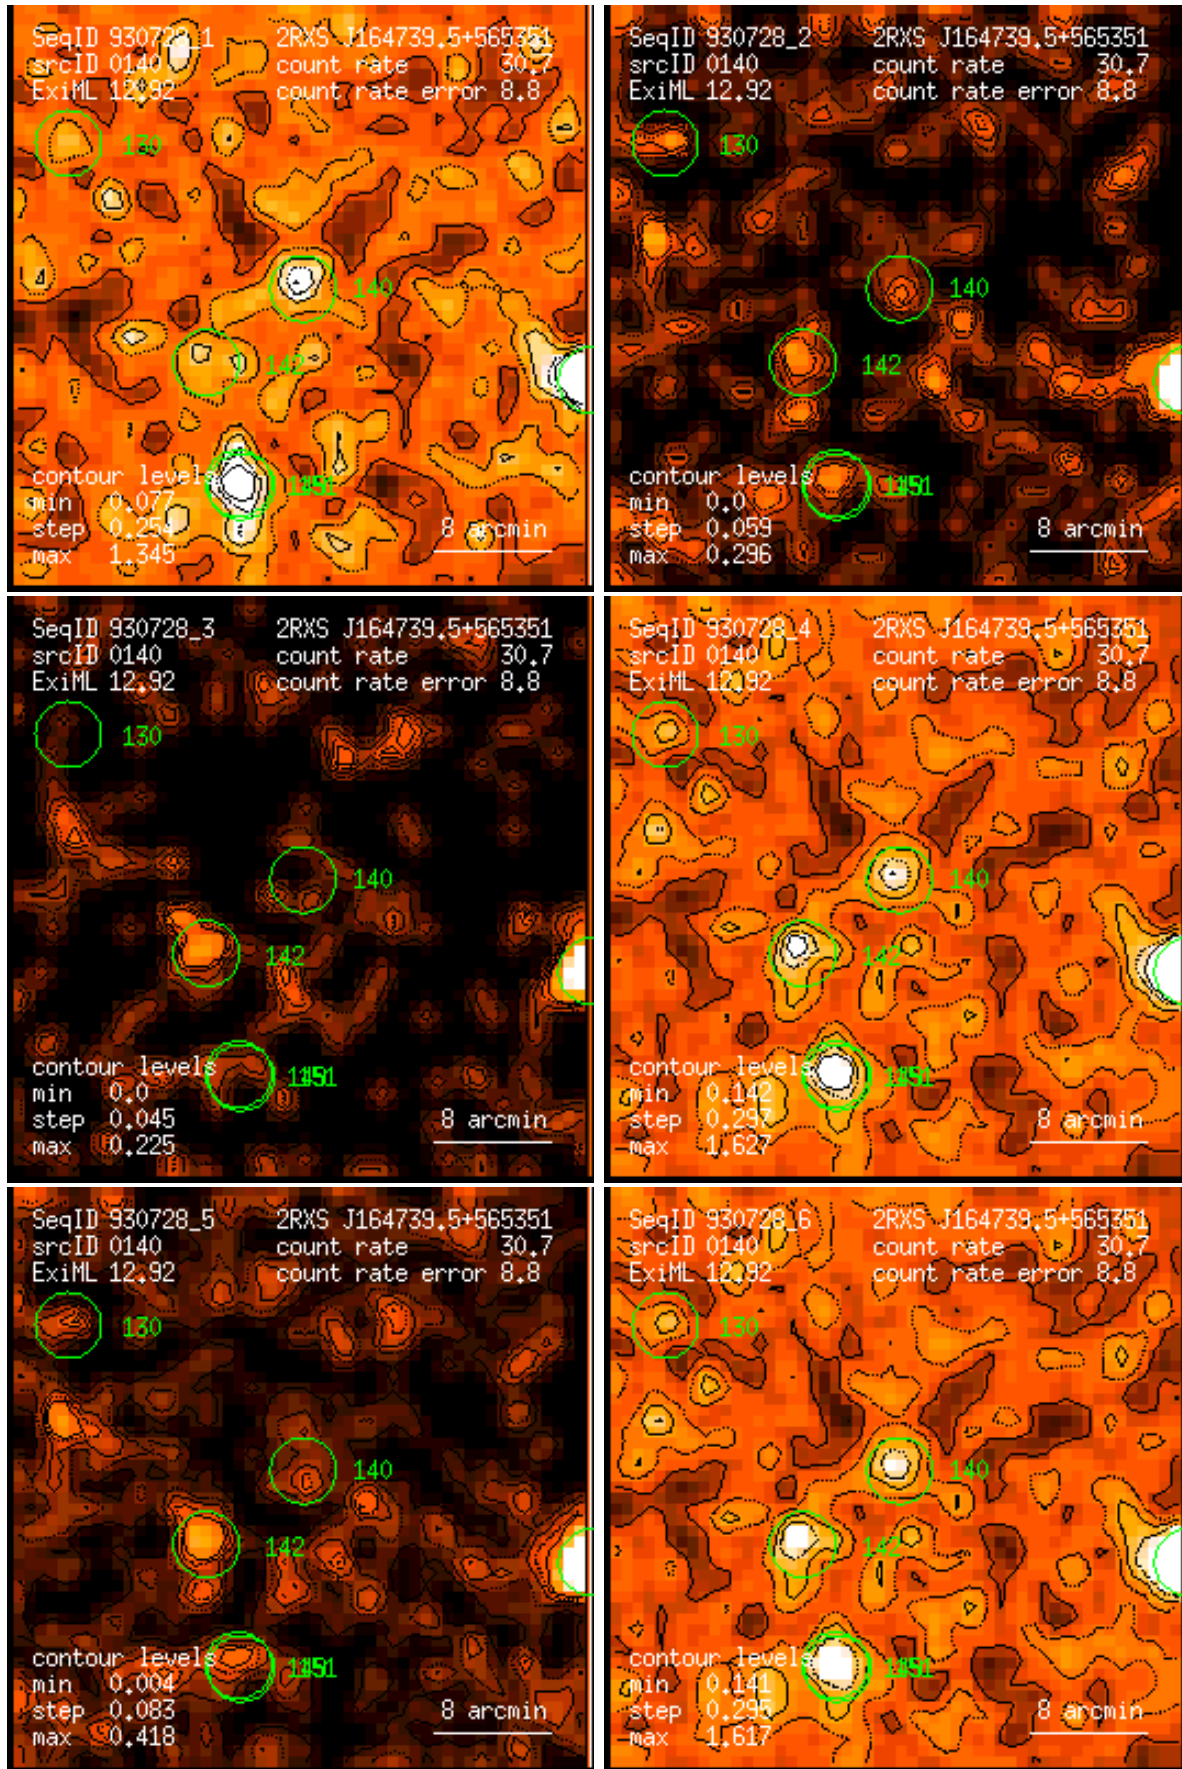 SeqID 930728_1 2RXS J164739.5+565351
srcID 0140 count rate 30.7
ExiML 12.92 count rate error 8.8
130
140
142
contour levels
min 0.077
step 0.254 8 arcmin
max 1.345
SeqID 930728_2 2RXS J164739.5+565351
srcID 0140 count rate 30.7
ExiML 12.92 count rate error 8.8
130
140
142
contour levels
min 0.0
step 0.059 8 arcmin
max 0.296
SeqID 930728_3 2RXS J164739.5+565351
srcID 0140 count rate 30.7
ExiML 12.92 count rate error 8.8
130
140
142
contour levels
min 0.0
step 0.045 8 arcmin
max 0.225
SeqID 930728_4 2RXS J164739.5+565351
srcID 0140 count rate 30.7
ExiML 12.92 count rate error 8.8
130
140
142
contour levels
min 0.142
step 0.297 8 arcmin
max 1.627
SeqID 930728_5 2RXS J164739.5+565351
srcID 0140 count rate 30.7
ExiML 12.92 count rate error 8.8
130
140
142
contour levels
min 0.004
step 0.083 8 arcmin
max 0.418
SeqID 930728_6 2RXS J164739.5+565351
srcID 0140 count rate 30.7
ExiML 12.92 count rate error 8.8
130
140
142
contour levels
min 0.141
step 0.295 8 arcmin
max 1.617